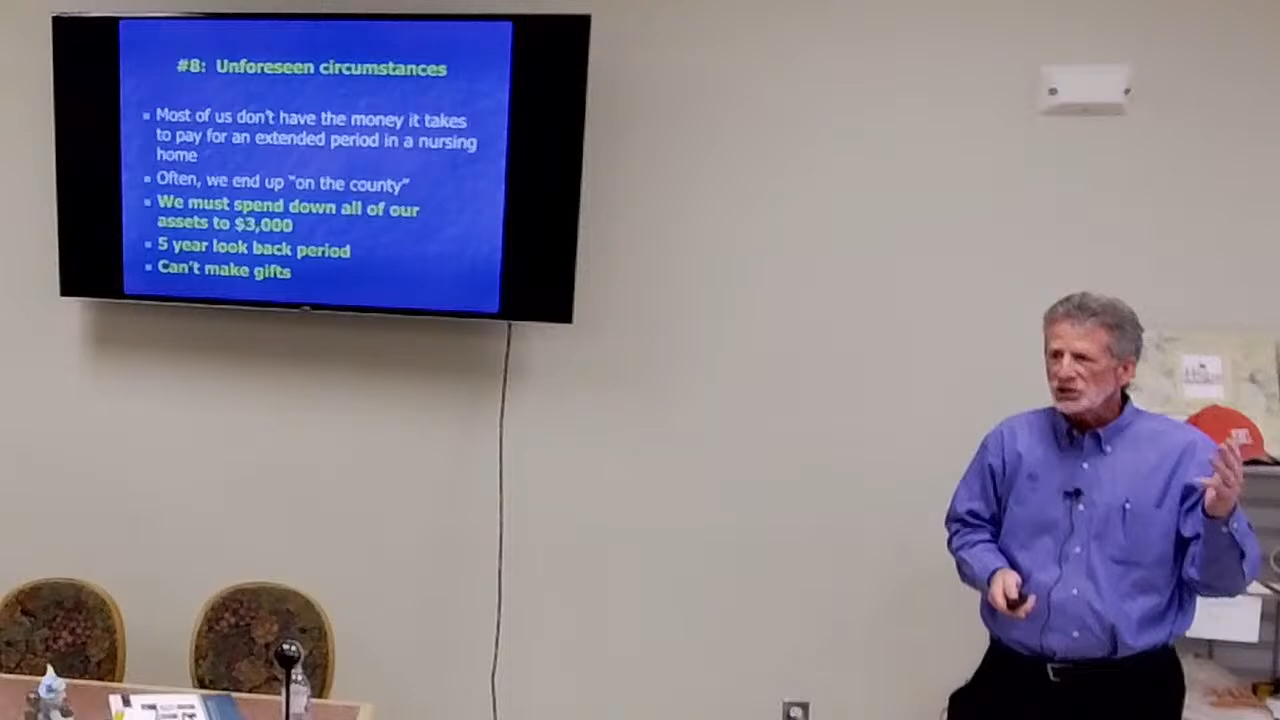 #8: Unforeseen circumstances
Most of us don't have the money it takes
to pay for an extended period in a nursing
home
Often, we end up "on the county"
We must spend down all of our
assets to $3,000
5 year look back period
Can't make gifts